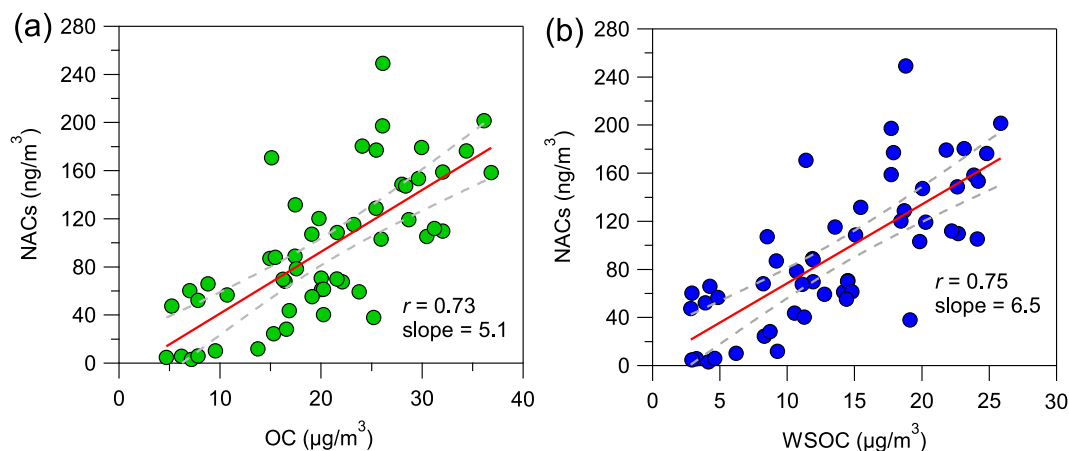 (a)
280
240
200
160
120
80
40
0
NACs (ng/m³)
r = 0.73
slope = 5.1
0 10 20 30 40
OC (µg/m³)
(b)
280
240
200
160
120
80
40
0
NACs (ng/m³)
r = 0.75
slope = 6.5
0 5 10 15 20 25 30
WSOC (µg/m³)